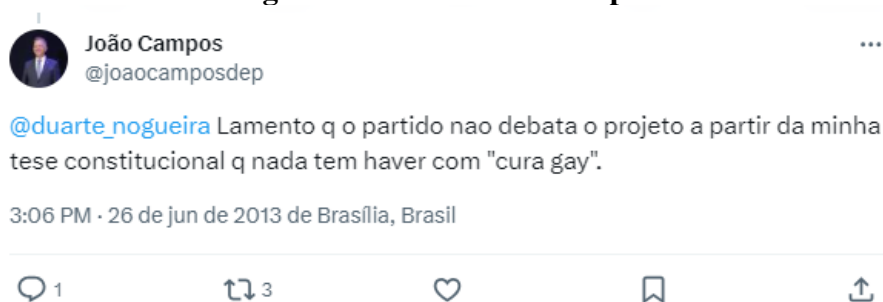 João Campos
@joaocamposdep
@duarte_nogueira Lamento q o partido nao debata o projeto a partir da minha
tese constitucional q nada tem haver com "cura gay".
3:06 PM · 26 de jun de 2013 de Brasília, Brasil
1 3